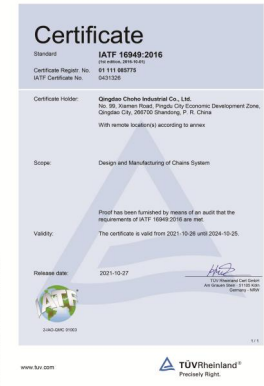 Certificate
Standard IATF 16949:2016
(1st edition, 2016-10-01)
Certificate Registr. No. 01 111 085775
IATF Certificate No. 0431328
Certificate Holder: Qingdao Choho Industrial Co., Ltd.
No. 99, Xiamen Road, Pingdu City Economic Development Zone,
Qingdao City, 266700 Shandong, P. R. China
With remote location(s) according to annex
Scope: Design and Manufacturing of Chains System
Proof has been furnished by means of an audit that the
requirements of IATF 16949:2016 are met.
Validity: The certificate is valid from 2021-10-26 until 2024-10-25.
Release date: 2021-10-27
TÜV Rheinland Cert GmbH
Am Grauen Stein · 51105 Köln
Germany - NRW
1 / 1
www.tuv.com
TÜVRheinland®
Precisely Right.